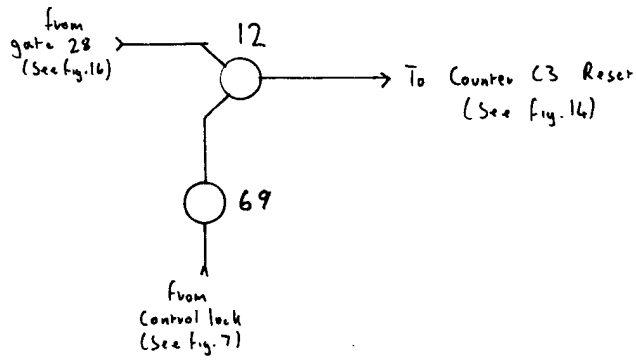 from
gate 28
(See fig.16)
12
To Counter C3 Reset
(See fig.14)
69
from
Control lock
(See fig.7)